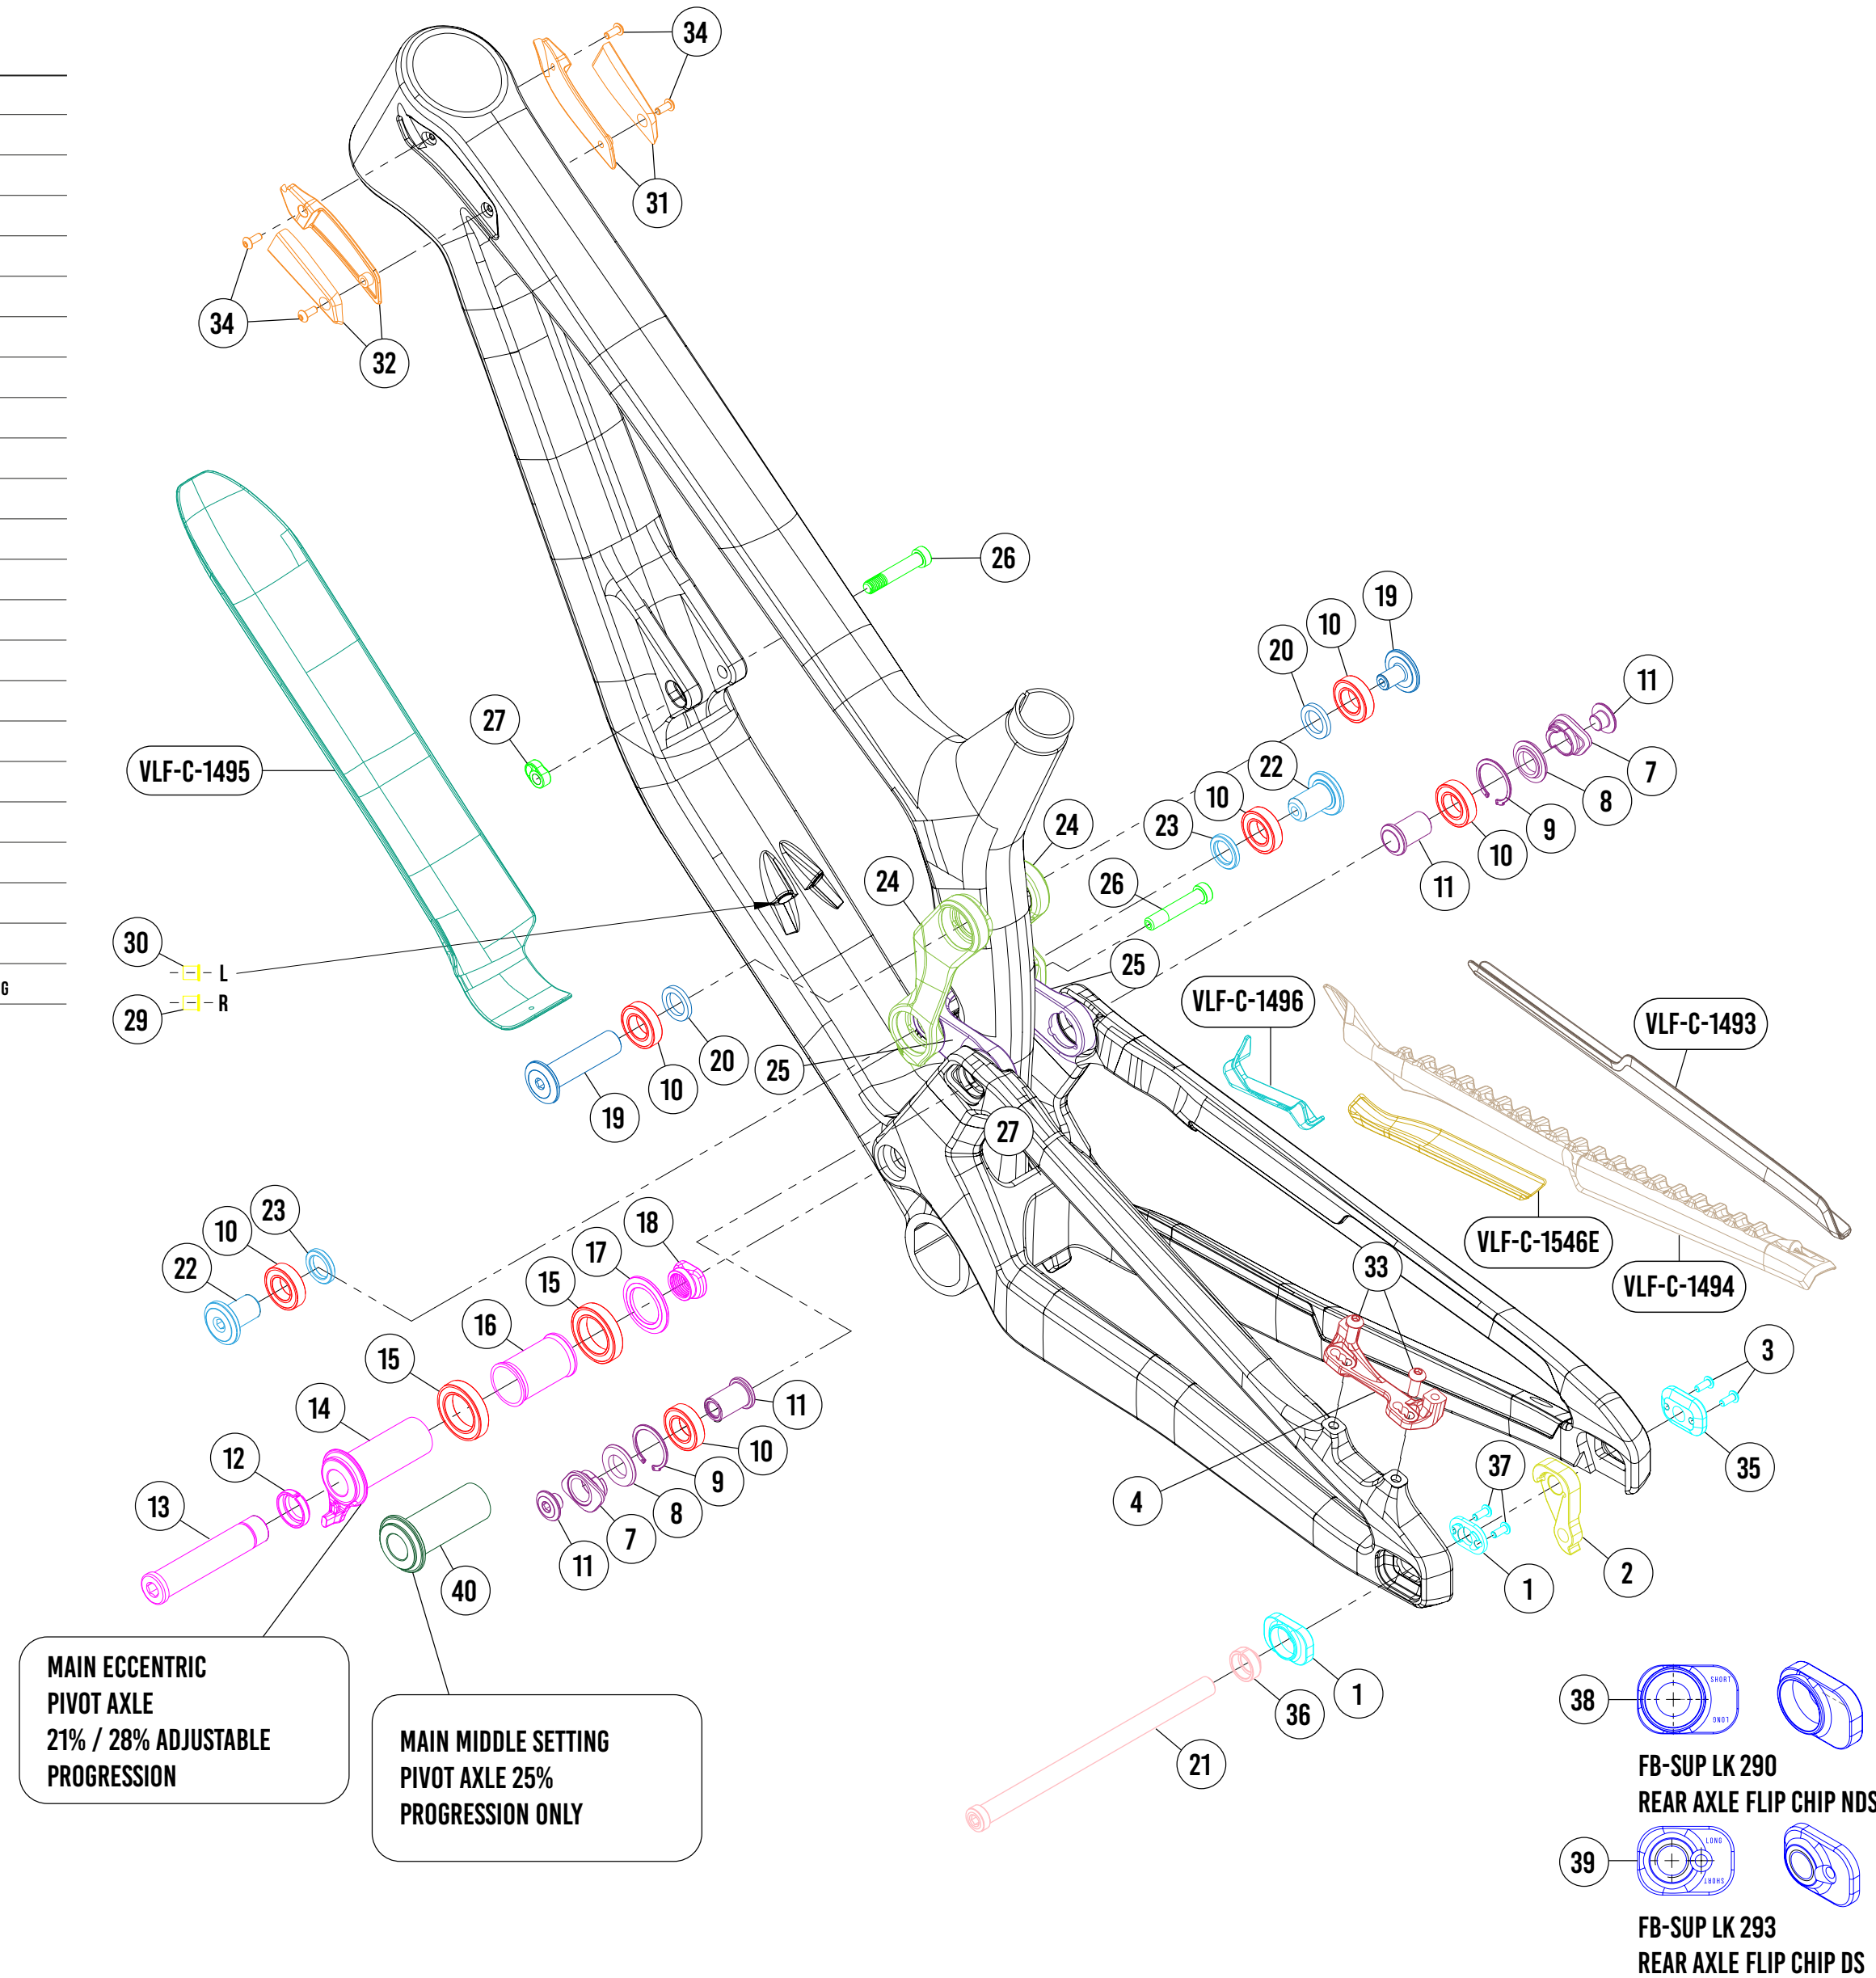 34
31
34
32
26
19
10
20
11
27
VLF-C-1495
22
7
10
8
23
24
9
10
24
26
11
30
L
25
G
29
R
VLF-C-1496
VLF-C-1493
20
25
10
19
27
23
10
18
VLF-C-1546E
17
22
33
VLF-C-1494
15
16
3
15
14
11
10
12
37
35
9
4
13
8
7
11
2
40
1
MAIN ECCENTRIC
PIVOT AXLE
21% / 28% ADJUSTABLE
PROGRESSION
MAIN MIDDLE SETTING
PIVOT AXLE 25%
PROGRESSION ONLY
1
36
21
38
SHORT
LONG
FB-SUP LK 290
REAR AXLE FLIP CHIP NDS
39
LONG
SHORT
FB-SUP LK 293
REAR AXLE FLIP CHIP DS